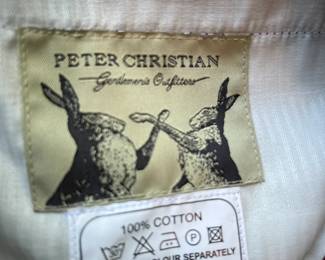 PETER CHRISTIAN
Gentlemen's Outfitters
100% COTTON
P
OUR SEPARATELY